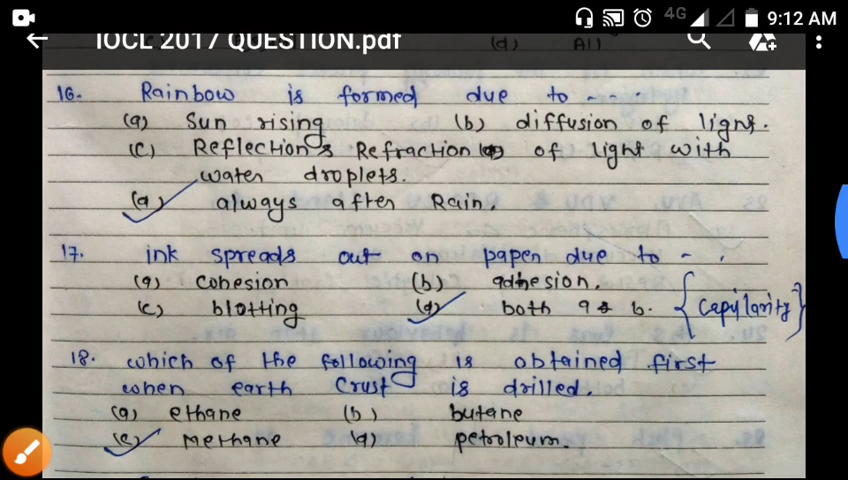 4G 9:12 AM
IOCL 2017 QUESTION.pdf
(d) All
16. Rainbow is formed due to ----
(a) Sun rising (b) diffusion of light.
(c) Reflection & Refraction of light with
water droplets.
(d) always after Rain.
17. ink spreads out on paper due to - .
(a) cohesion (b) adhesion.
(c) blotting (d) both a & b. {Capilarity}
18. which of the following is obtained first
when earth Crust is drilled.
(a) ethane (b) butane
(c) Methane (d) petroleum.